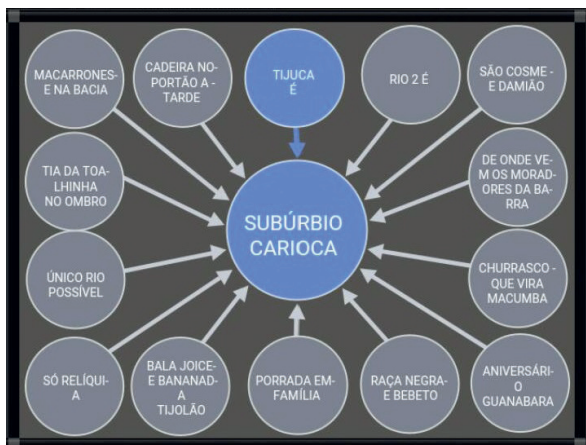 MACARRONES-
E NA BACIA
CADEIRA NO-
PORTÃO A -
TARDE
TIJUCA
É
RIO 2 É
SÃO COSME -
E DAMIÃO
TIA DA TOA-
LHINHA
NO OMBRO
SUBÚRBIO
CARIOCA
DE ONDE VE-
M OS MORAD-
ORES DA BA-
RRA
ÚNICO RIO
POSSÍVEL
CHURRASCO -
QUE VIRA
MACUMBA
SÓ RELÍQUI-
A
BALA JOICE-
E BANANAD-
A
TIJOLÃO
PORRADA EM-
FAMÍLIA
RAÇA NEGRA-
E BEBETO
ANIVERSÁRI-
O
GUANABARA